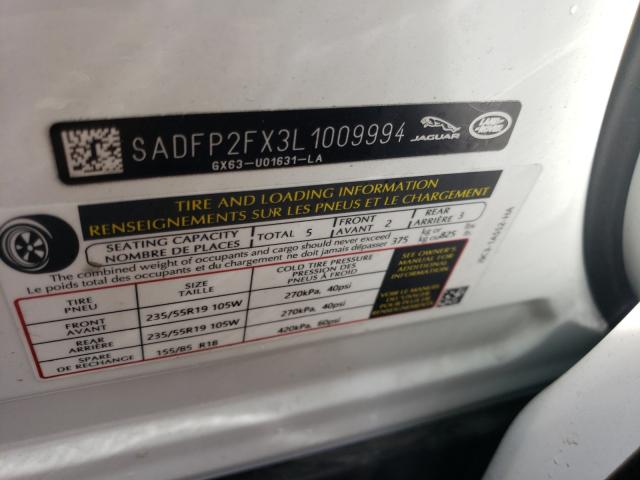 SADFP2FX3L1009994
JAGUAR
LAND ROVER
GX63-U01631-LA
TIRE AND LOADING INFORMATION
RENSEIGNEMENTS SUR LES PNEUS ET LE CHARGEMENT
SEATING CAPACITY
NOMBRE DE PLACES
TOTAL 5
FRONT
AVANT 2
REAR
ARRIÈRE 3
The combined weight of occupants and cargo should never exceed
Le poids total des occupants et du chargement ne doit jamais dépasser
375
kg or
kg ou
825
TIRE
PNEU
SIZE
TAILLE
COLD TIRE PRESSURE
PRESSION DES
PNEUS À FROID
FRONT
AVANT
235/55R19 105W
270kPa, 40psi
REAR
ARRIÈRE
235/55R19 105W
270kPa, 40psi
SPARE
DE RECHANGE
155/85 R18
420kPa, 60psi
SEE OWNER'S
MANUAL FOR
ADDITIONAL
INFORMATION